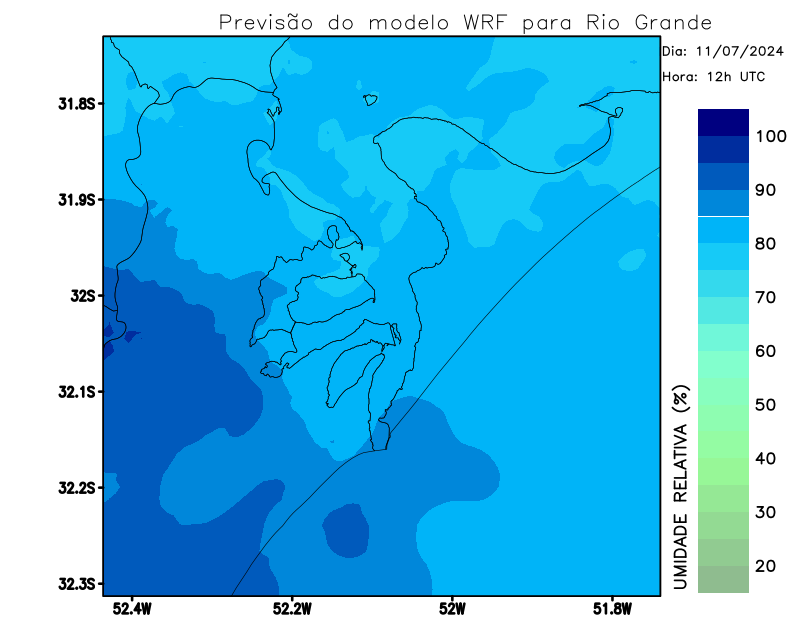 Previsão do modelo WRF para Rio Grande
Dia: 11/07/2024
Hora: 12h UTC
31.8S
31.9S
32S
32.1S
32.2S
32.3S
52.4W
52.2W
52W
51.8W
UMIDADE RELATIVA (%)
100
90
80
70
60
50
40
30
20